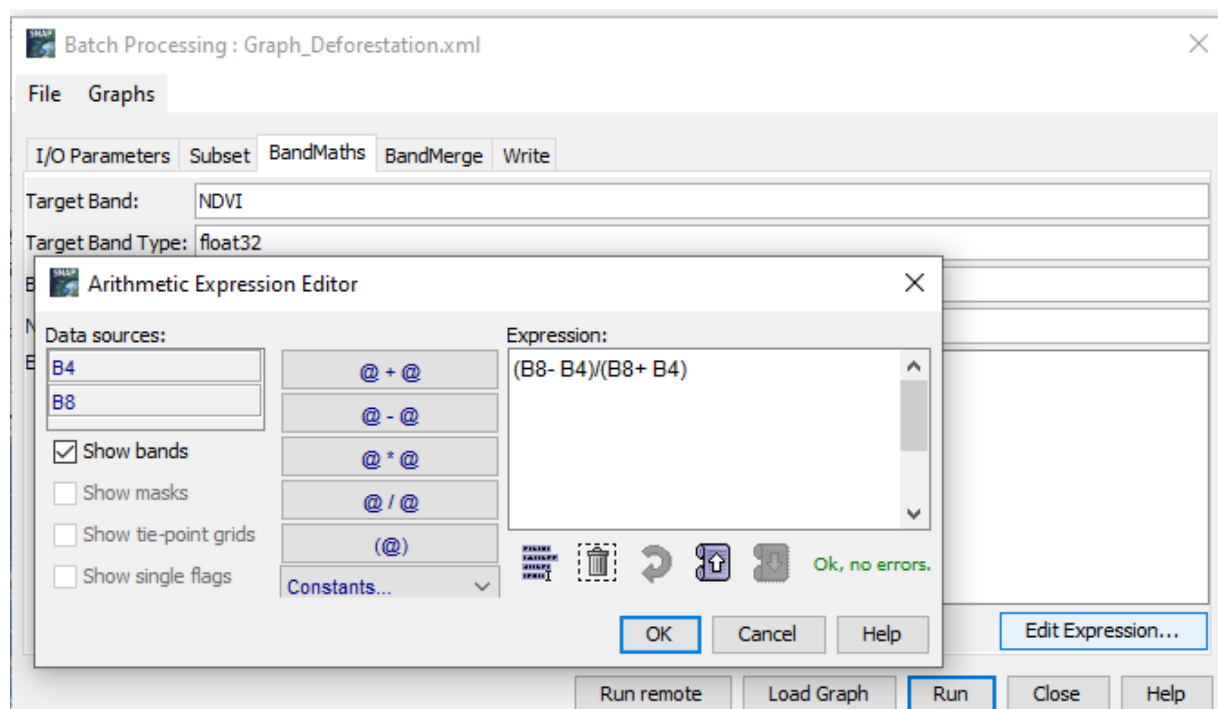 Batch Processing : Graph_Deforestation.xml
File Graphs
I/O Parameters Subset BandMaths BandMerge Write
Target Band: NDVI
Target Band Type: float32
Arithmetic Expression Editor
Data sources: Expression:
B4 @ + @ (B8- B4)/(B8+ B4)
B8
@ - @
Show bands @ * @
Show masks @ / @
Show tie-point grids (@)
Show single flags Constants... Ok, no errors.
OK Cancel Help
Edit Expression...
Run remote Load Graph Run Close Help